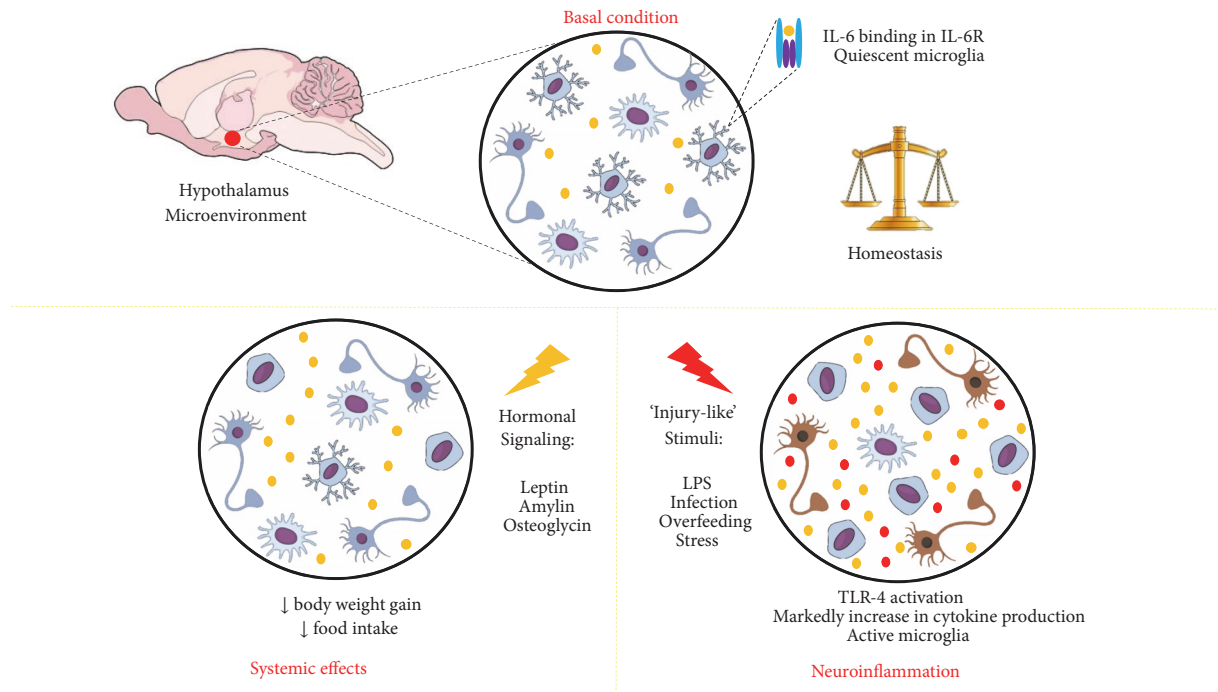 Basal condition
IL-6 binding in IL-6R
Quiescent microglia
Hypothalamus
Microenvironment
Homeostasis
Hormonal
Signaling:
Leptin
Amylin
Osteoglycin
↓ body weight gain
↓ food intake
Systemic effects
‘Injury-like’
Stimuli:
LPS
Infection
Overfeeding
Stress
TLR-4 activation
Markedly increase in cytokine production
Active microglia
Neuroinflammation